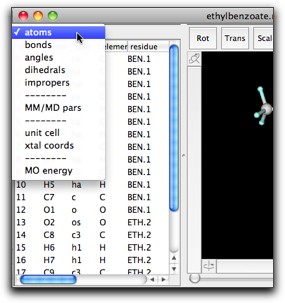 ethylbenzoate.
✓ atoms
bonds
angles
dihedrals
impropers
--------
MM/MD pars
--------
unit cell
xtal coords
--------
MO energy
elemen residue
BEN.1
BEN.1
BEN.1
BEN.1
BEN.1
BEN.1
BEN.1
BEN.1
BEN.1
10 H5 ha H BEN.1
11 C7 c C BEN.1
12 O1 o O BEN.1
13 O2 os O ETH.2
14 C8 c3 C ETH.2
15 H6 h1 H ETH.2
16 H7 h1 H ETH.2
17 C9 c3 C ETH.2
Rot Trans Scal